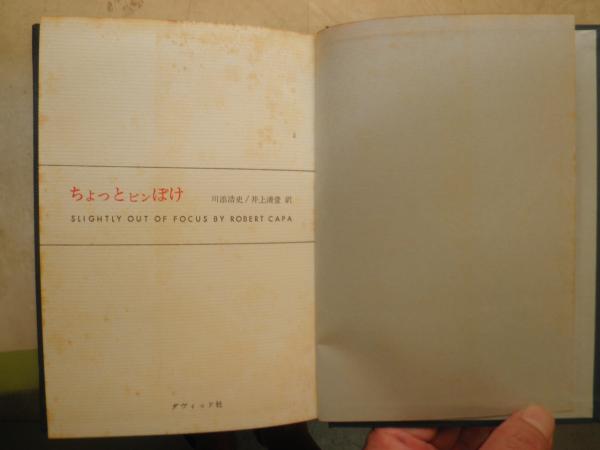 ちょっとピンぼけ
川添浩史/井上清壹 訳
SLIGHTLY OUT OF FOCUS BY ROBERT CAPA
ダヴィッド社